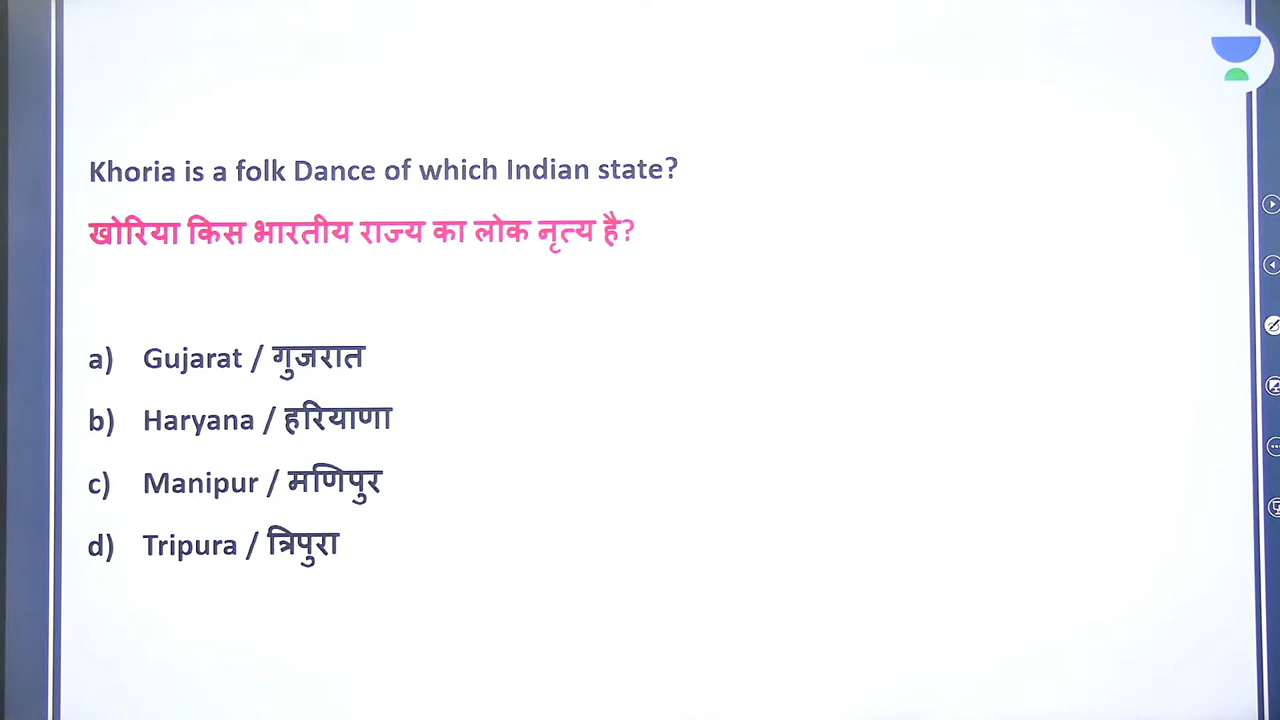 Khoria is a folk Dance of which Indian state?
खोरिया किस भारतीय राज्य का लोक नृत्य है?
a) Gujarat / गुजरात
b) Haryana / हरियाणा
c) Manipur / मणिपुर
d) Tripura / त्रिपुरा